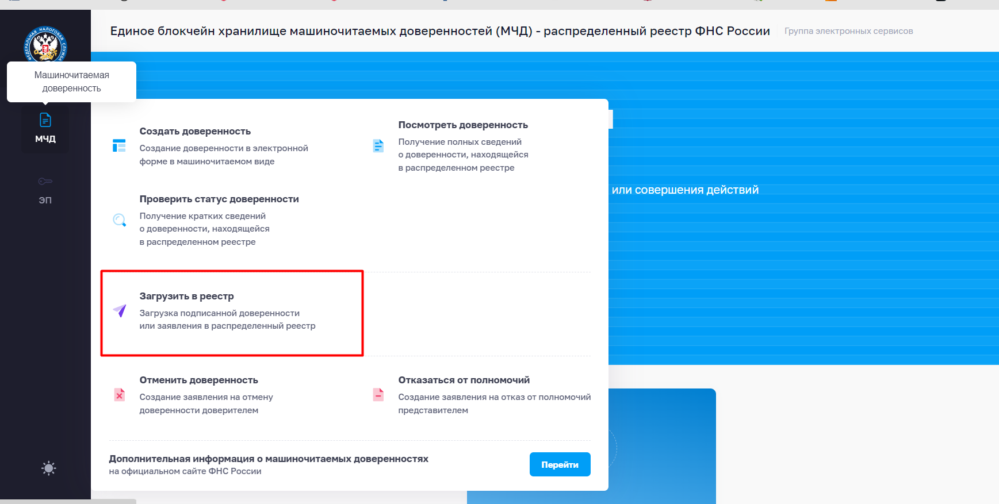 Единое блокчейн хранилище машиночитаемых доверенностей (МЧД) - распределенный реестр ФНС России
Группа электронных сервисов
ФЕДЕРАЛЬНАЯ НАЛОГОВАЯ СЛУЖБА
Машиночитаемая
доверенность
МЧД
ЭП
Создать доверенность
Создание доверенности в электронной
форме в машиночитаемом виде
Посмотреть доверенность
Получение полных сведений
о доверенности, находящейся
в распределенном реестре
Проверить статус доверенности
Получение кратких сведений
о доверенности, находящейся
в распределенном реестре
или совершения действий
Загрузить в реестр
Загрузка подписанной доверенности
или заявления в распределенный реестр
Отменить доверенность
Создание заявления на отмену
доверенности доверителем
Отказаться от полномочий
Создание заявления на отказ от полномочий
представителем
Дополнительная информация о машиночитаемых доверенностях
на официальном сайте ФНС России
Перейти